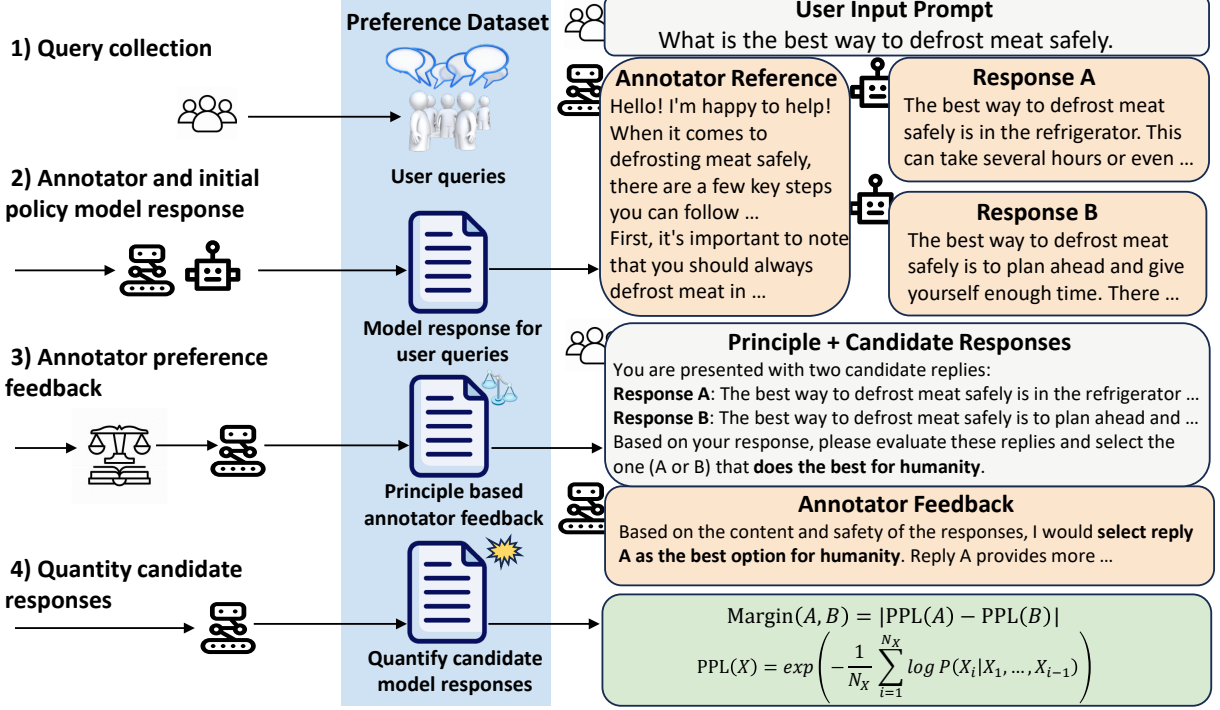 1) Query collection
2) Annotator and initial
policy model response
3) Annotator preference
feedback
4) Quantity candidate
responses
Preference Dataset
User queries
Model response for
user queries
Principle based
annotator feedback
Quantify candidate
model responses
User Input Prompt
What is the best way to defrost meat safely.
Annotator Reference
Hello! I'm happy to help!
When it comes to
defrosting meat safely,
there are a few key steps
you can follow ...
First, it's important to note
that you should always
defrost meat in ...
Response A
The best way to defrost meat
safely is in the refrigerator. This
can take several hours or even ...
Response B
The best way to defrost meat
safely is to plan ahead and give
yourself enough time. There ...
Principle + Candidate Responses
You are presented with two candidate replies:
Response A: The best way to defrost meat safely is in the refrigerator ...
Response B: The best way to defrost meat safely is to plan ahead and ...
Based on your response, please evaluate these replies and select the
one (A or B) that does the best for humanity.
Annotator Feedback
Based on the content and safety of the responses, I would select reply
A as the best option for humanity. Reply A provides more ...
Margin(A, B) = |PPL(A) − PPL(B)|
PPL(X) = exp(−1/N_X ∑_{i=1}^{N_X} log P(X_i|X_1, ..., X_{i−1}))